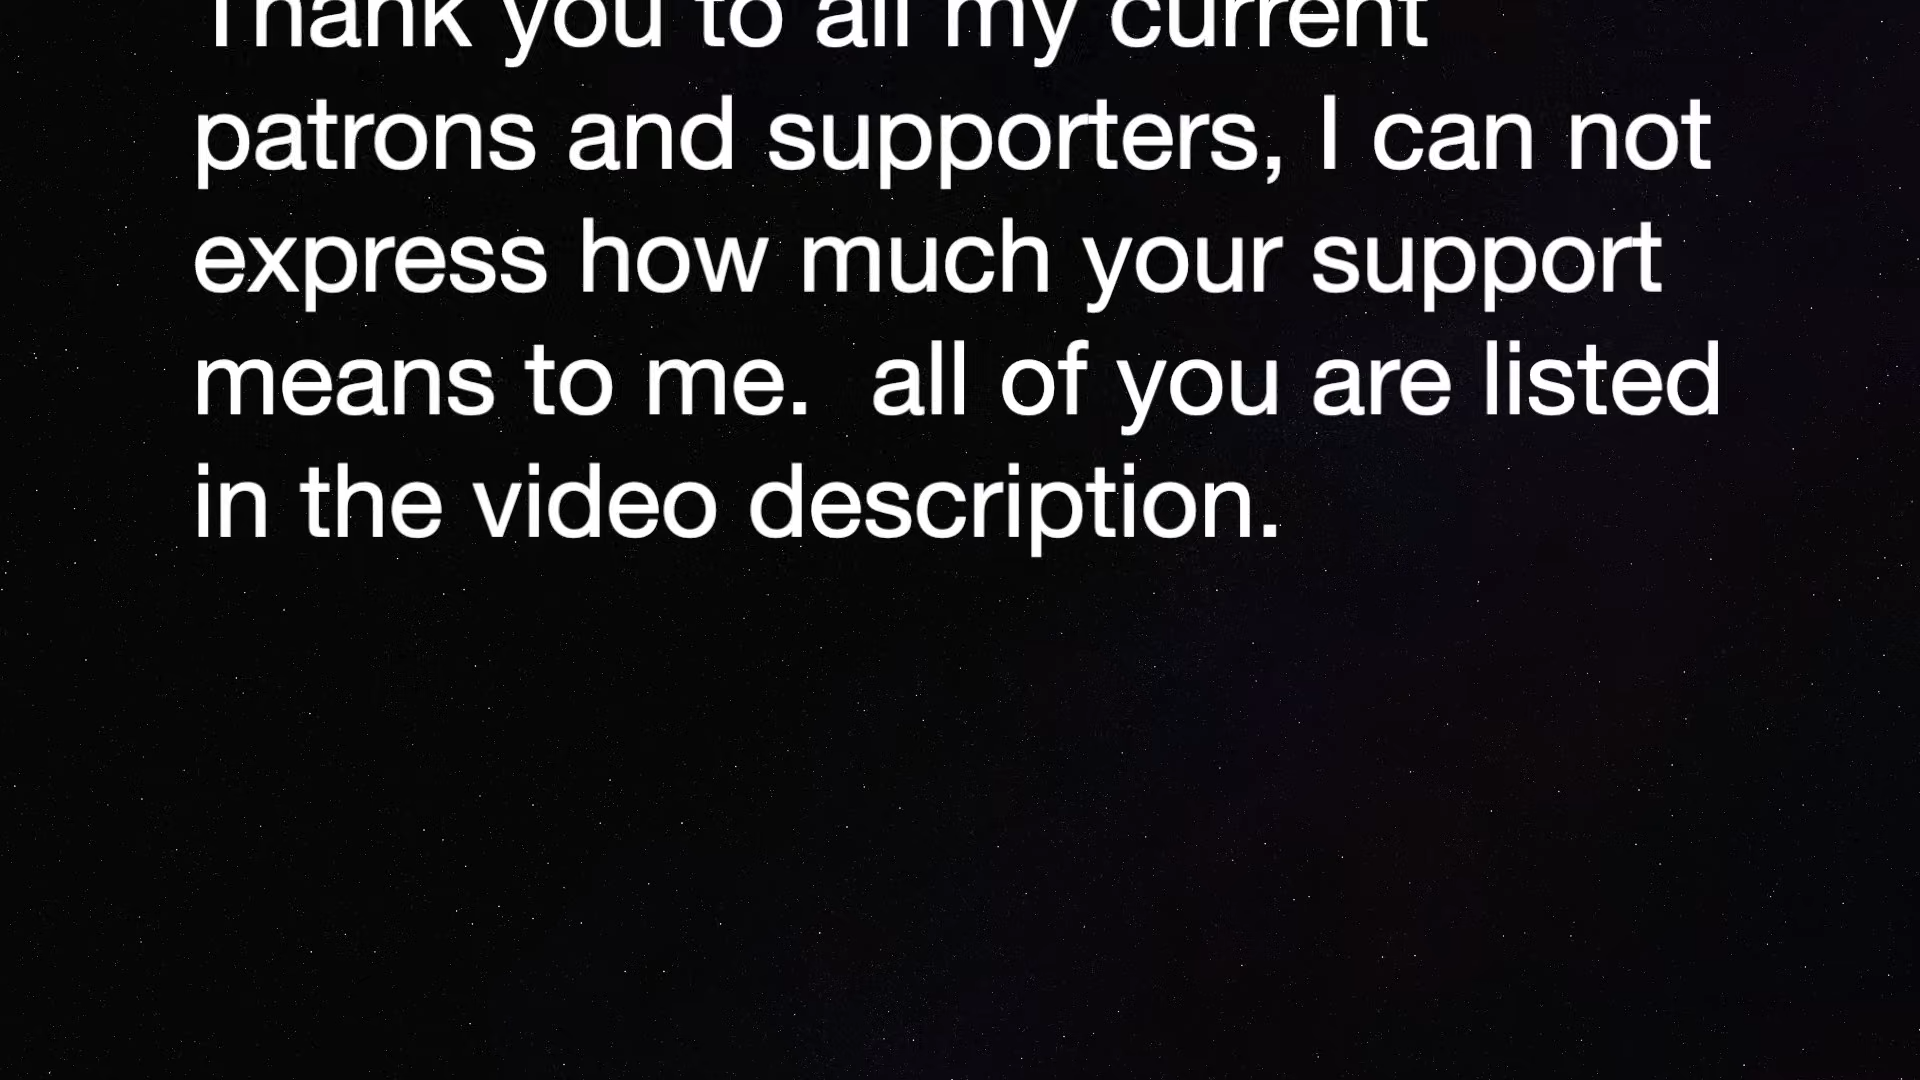 Thank you to all my current
patrons and supporters, I can not
express how much your support
means to me.  all of you are listed
in the video description.